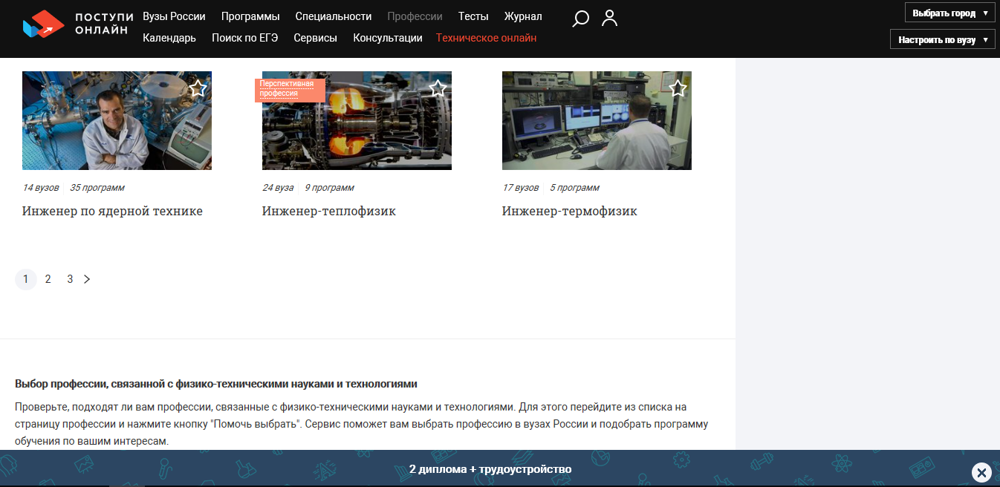 ПОСТУПИ
ОНЛАЙН
Вузы России Программы Специальности Профессии Тесты Журнал
Календарь Поиск по ЕГЭ Сервисы Консультации Техническое онлайн
Выбрать город ▼
Настроить по вузу ▼
Перспективная
профессия
14 вузов 35 программ
Инженер по ядерной технике
24 вуза 9 программ
Инженер-теплофизик
17 вузов 5 программ
Инженер-термофизик
1 2 3
Выбор профессии, связанной с физико-техническими науками и технологиями
Проверьте, подходят ли вам профессии, связанные с физико-техническими науками и технологиями. Для этого перейдите из списка на
страницу профессии и нажмите кнопку "Помочь выбрать". Сервис поможет вам выбрать профессию в вузах России и подобрать программу
обучения по вашим интересам.
2 диплома + трудоустройство